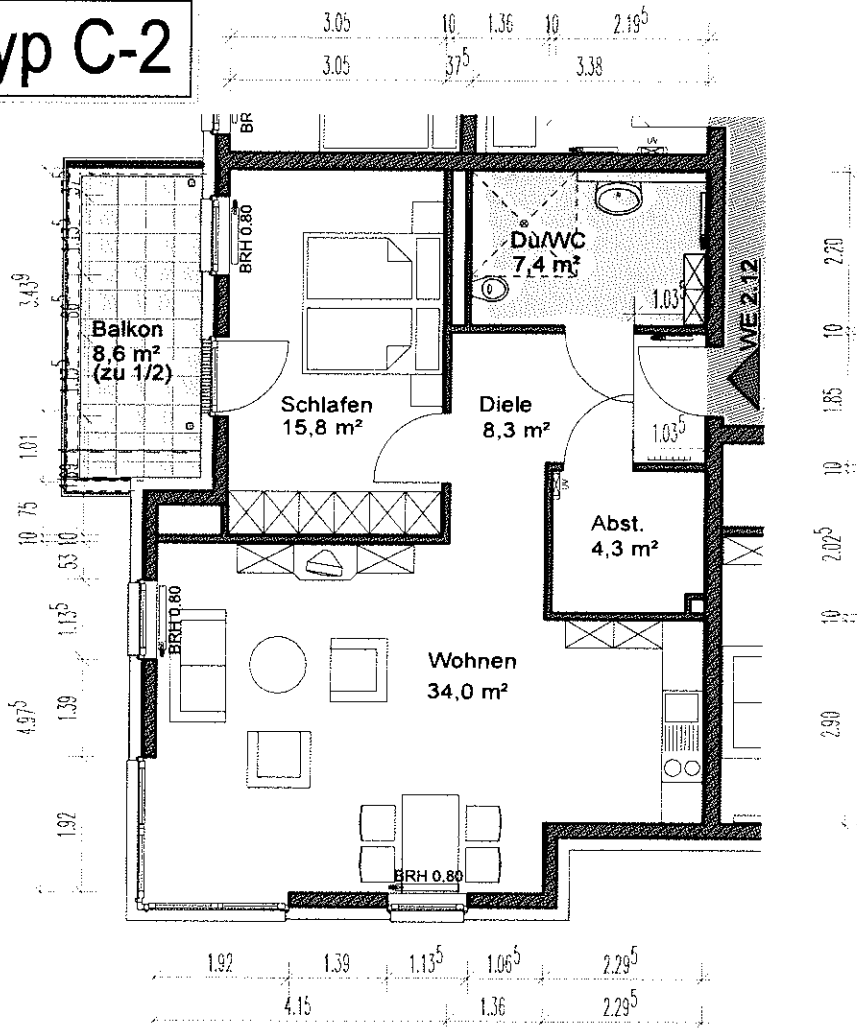 yp C-2
3.05 10 1.36 10 2.19⁵
3.05 37⁵ 3.38
BR
UV
BRH 0.80
Dü/WC
7,4 m²
1.03⁵
WE 2.12
Balkon
8,6 m²
(zu 1/2)
Schlafen
15,8 m²
Diele
8,3 m²
1.03⁵
UV
Abst.
4,3 m²
BRH 0.80
Wohnen
34,0 m²
BRH 0.80
3.43⁹
1.01
75
10
10
53
1.13⁵
4.97⁵
1.39
1.92
2.20
10
1.85
10
2.02⁵
10
2.90
1.92 1.39 1.13⁵ 1.06⁵ 2.29⁵
4.15 1.36 2.29⁵